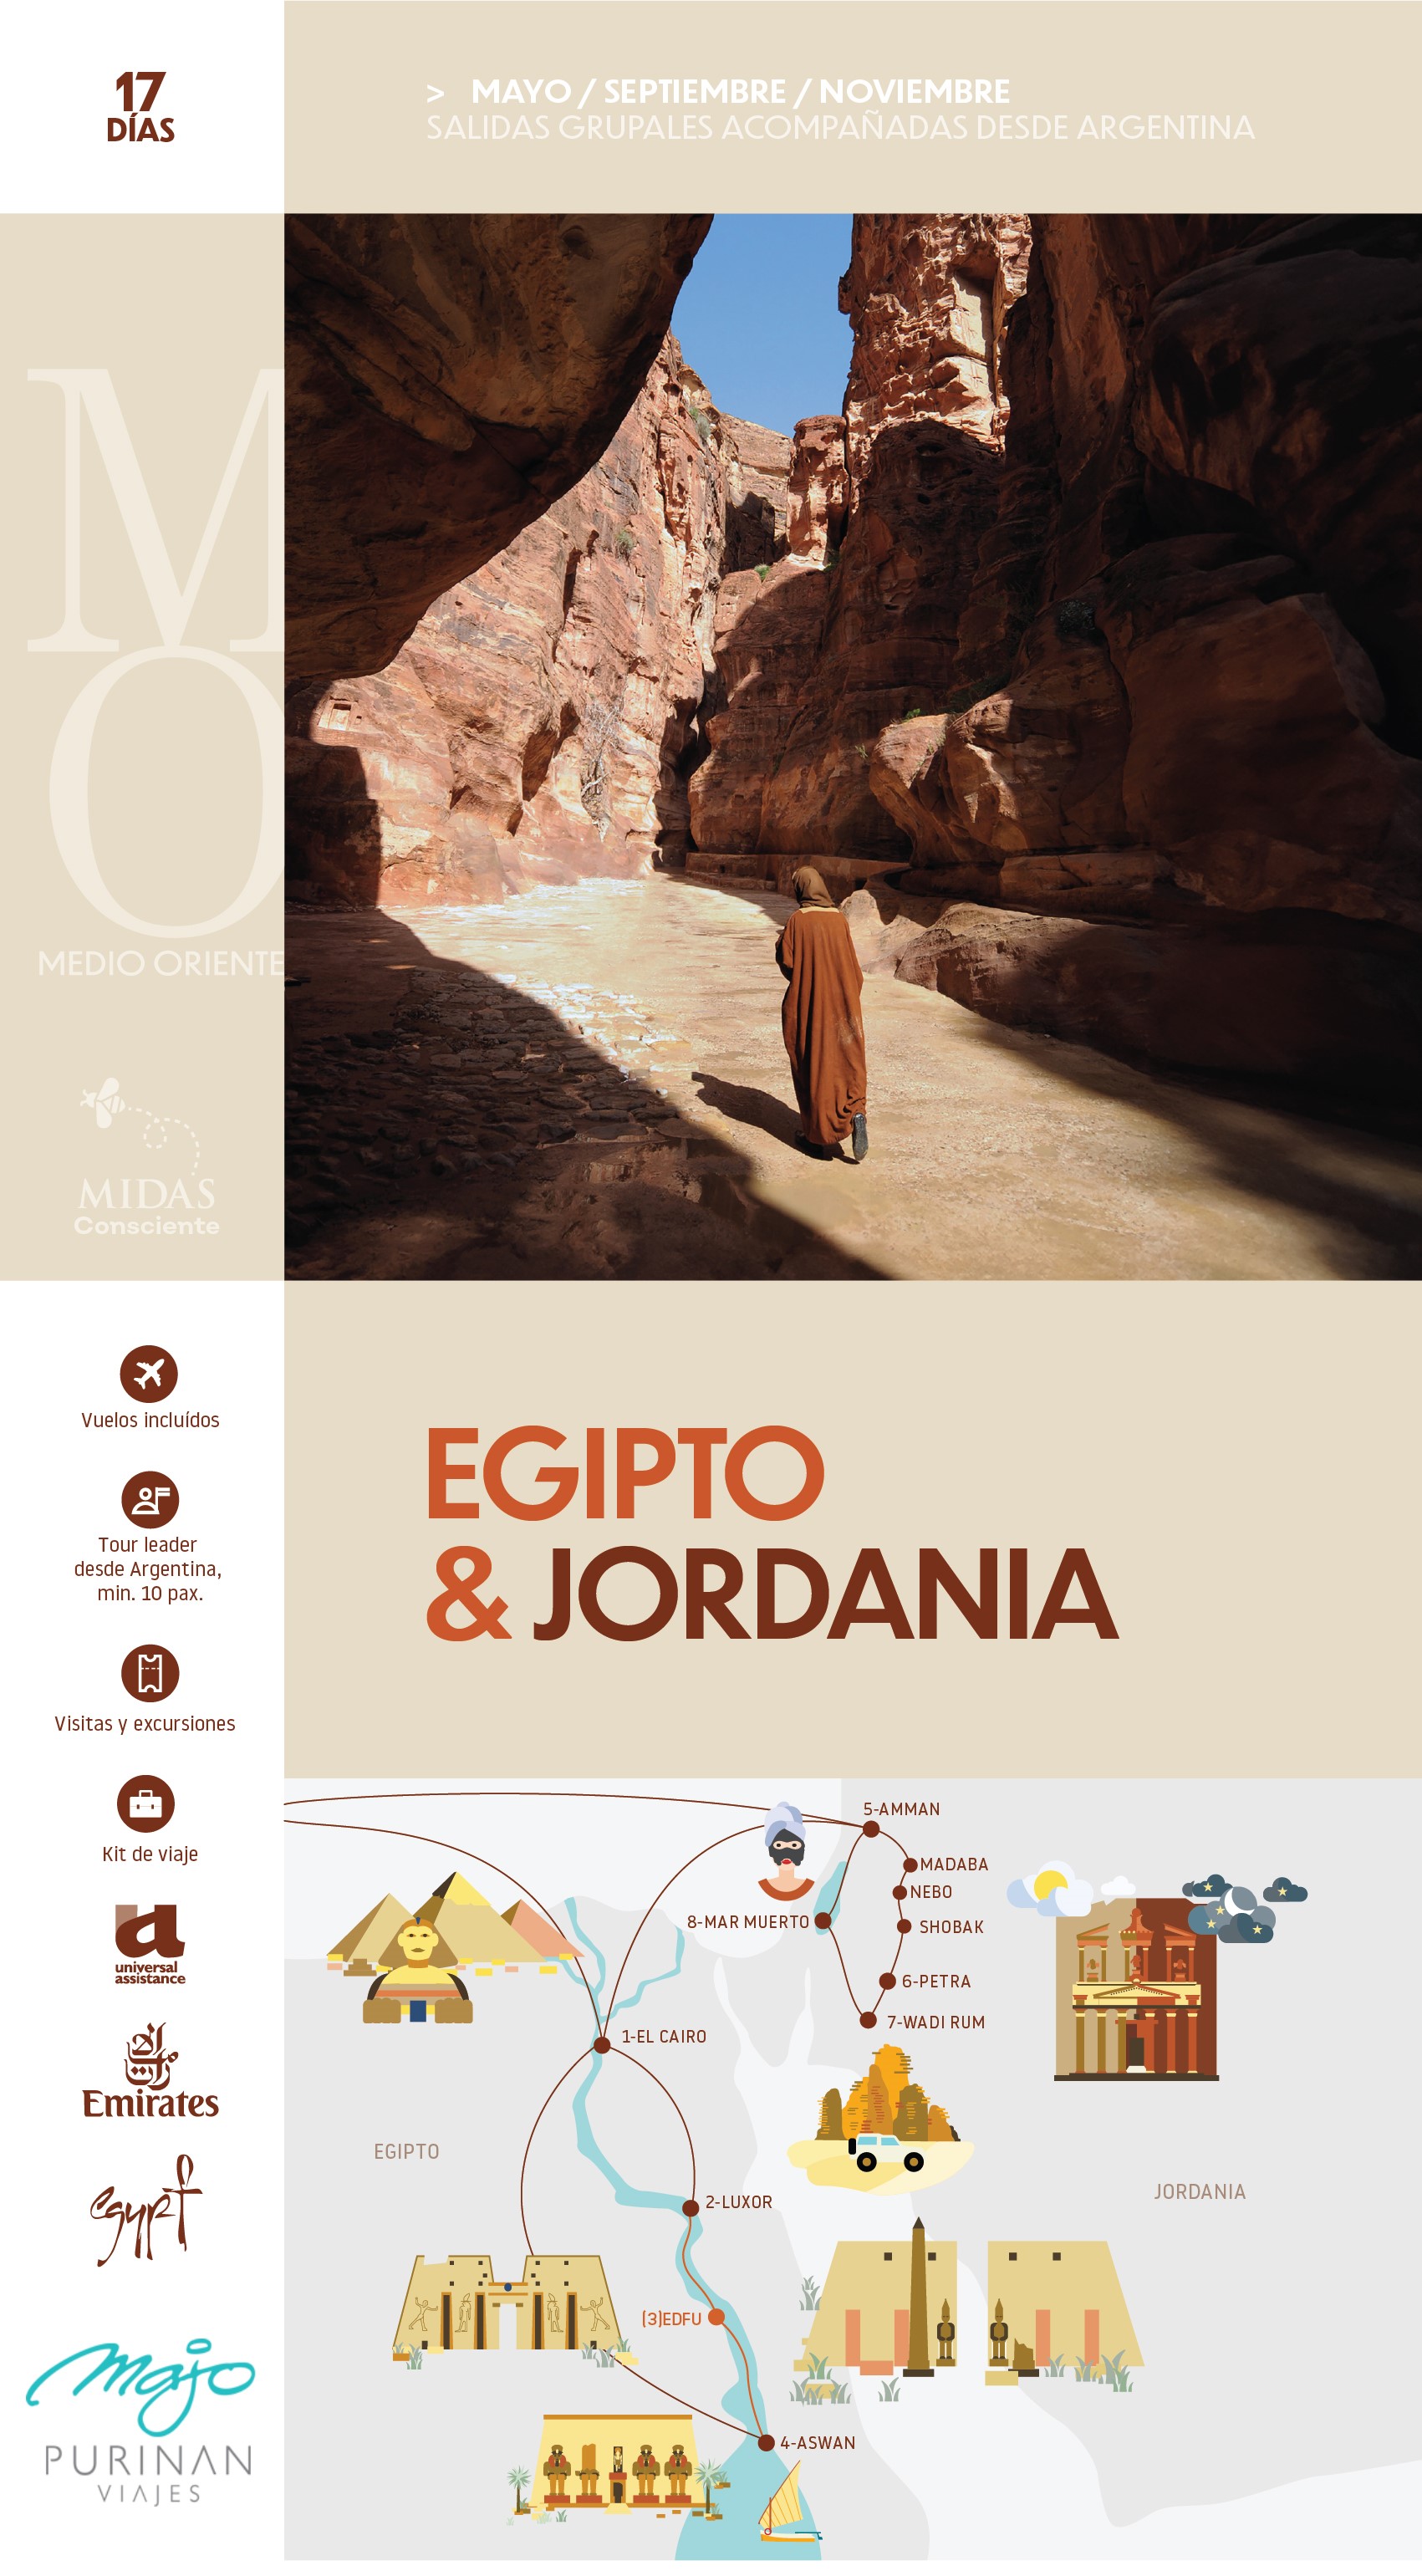 17
DÍAS
> MAYO / SEPTIEMBRE / NOVIEMBRE
SALIDAS GRUPALES ACOMPAÑADAS DESDE ARGENTINA
MO
MEDIO ORIENTE
MIDAS
Consciente
Vuelos incluídos
Tour leader
desde Argentina,
min. 10 pax.
Visitas y excursiones
Kit de viaje
ua
universal
assistance
Emirates
Egypt
majo
PURINAN
VIAJES
EGIPTO
& JORDANIA
5-AMMAN
MADABA
NEBO
8-MAR MUERTO
SHOBAK
6-PETRA
7-WADI RUM
1-EL CAIRO
EGIPTO
JORDANIA
2-LUXOR
(3)EDFU
4-ASWAN